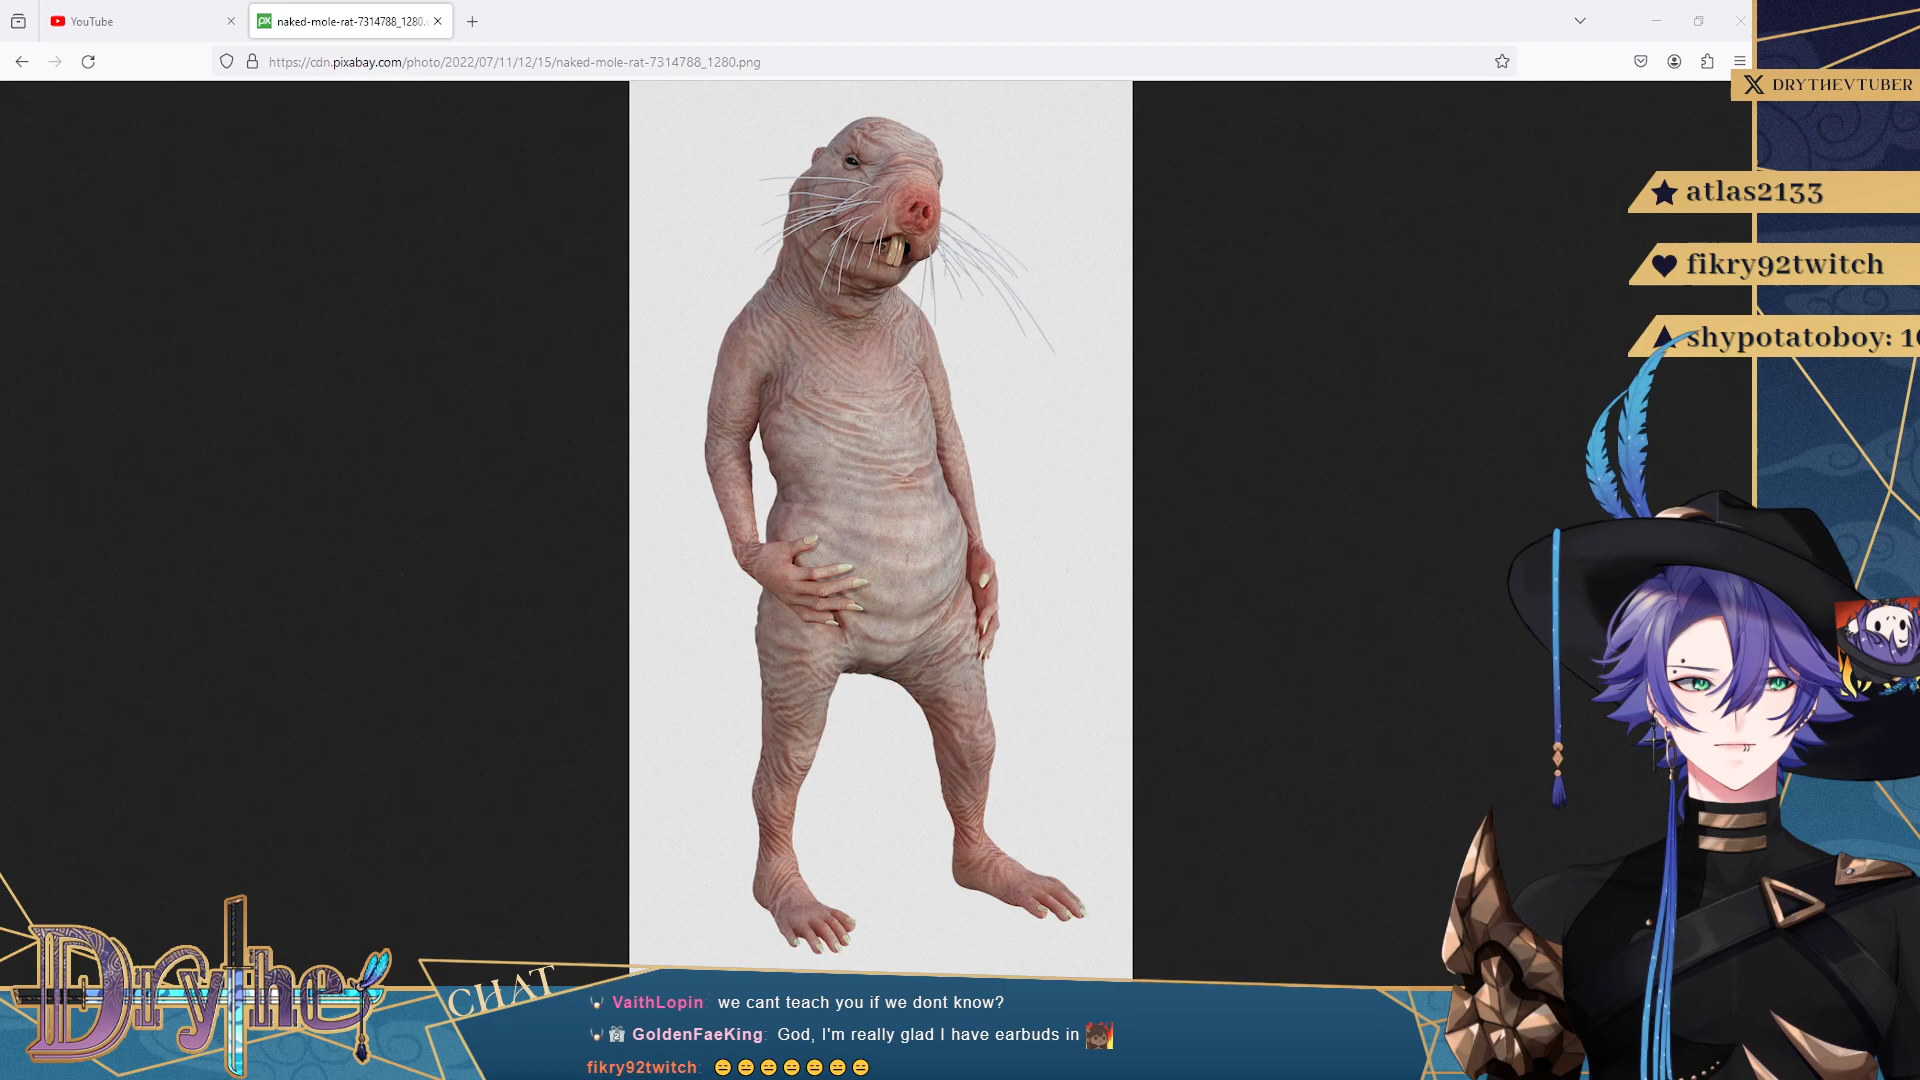 YouTube
naked-mole-rat-7314788_1280.
https://cdn.pixabay.com/photo/2022/07/11/12/15/naked-mole-rat-7314788_1280.png
DRYTHEVTUBER
atlas2133
fikry92twitch
shypotatoboy: 10
Drythe
CHAT
VaithLopin: we cant teach you if we dont know?
GoldenFaeKing: God, I'm really glad I have earbuds in
fikry92twitch: 😑😑😑😑😑😑😑